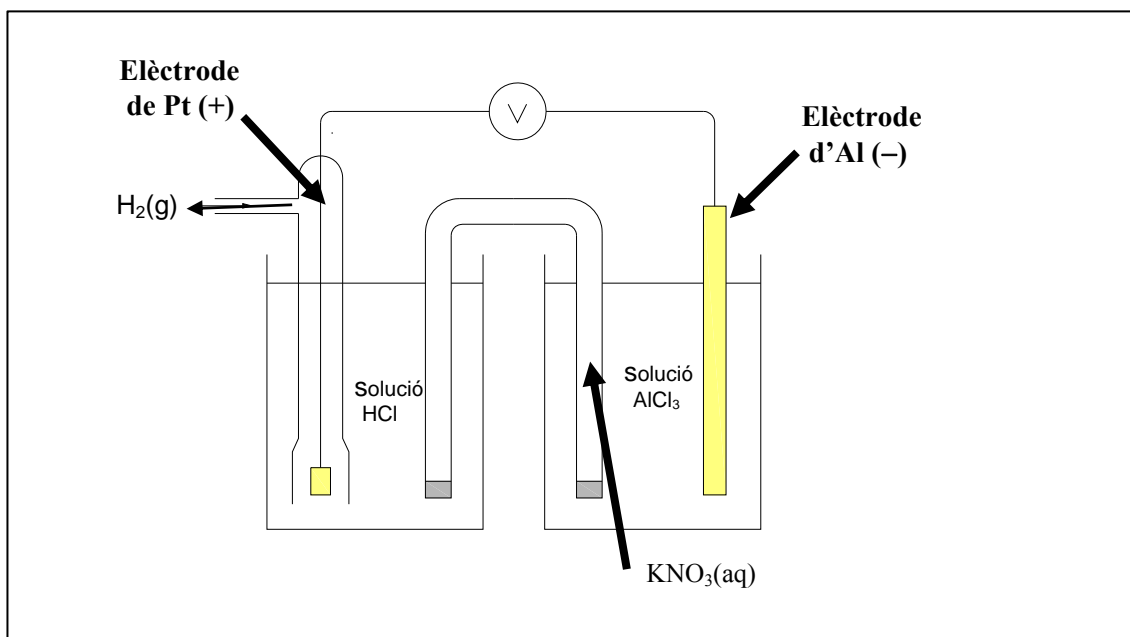 Elèctrode
de Pt (+)
V
Elèctrode
d'Al (–)
H₂(g)
Solució
HCl
Solució
AlCl₃
KNO₃(aq)